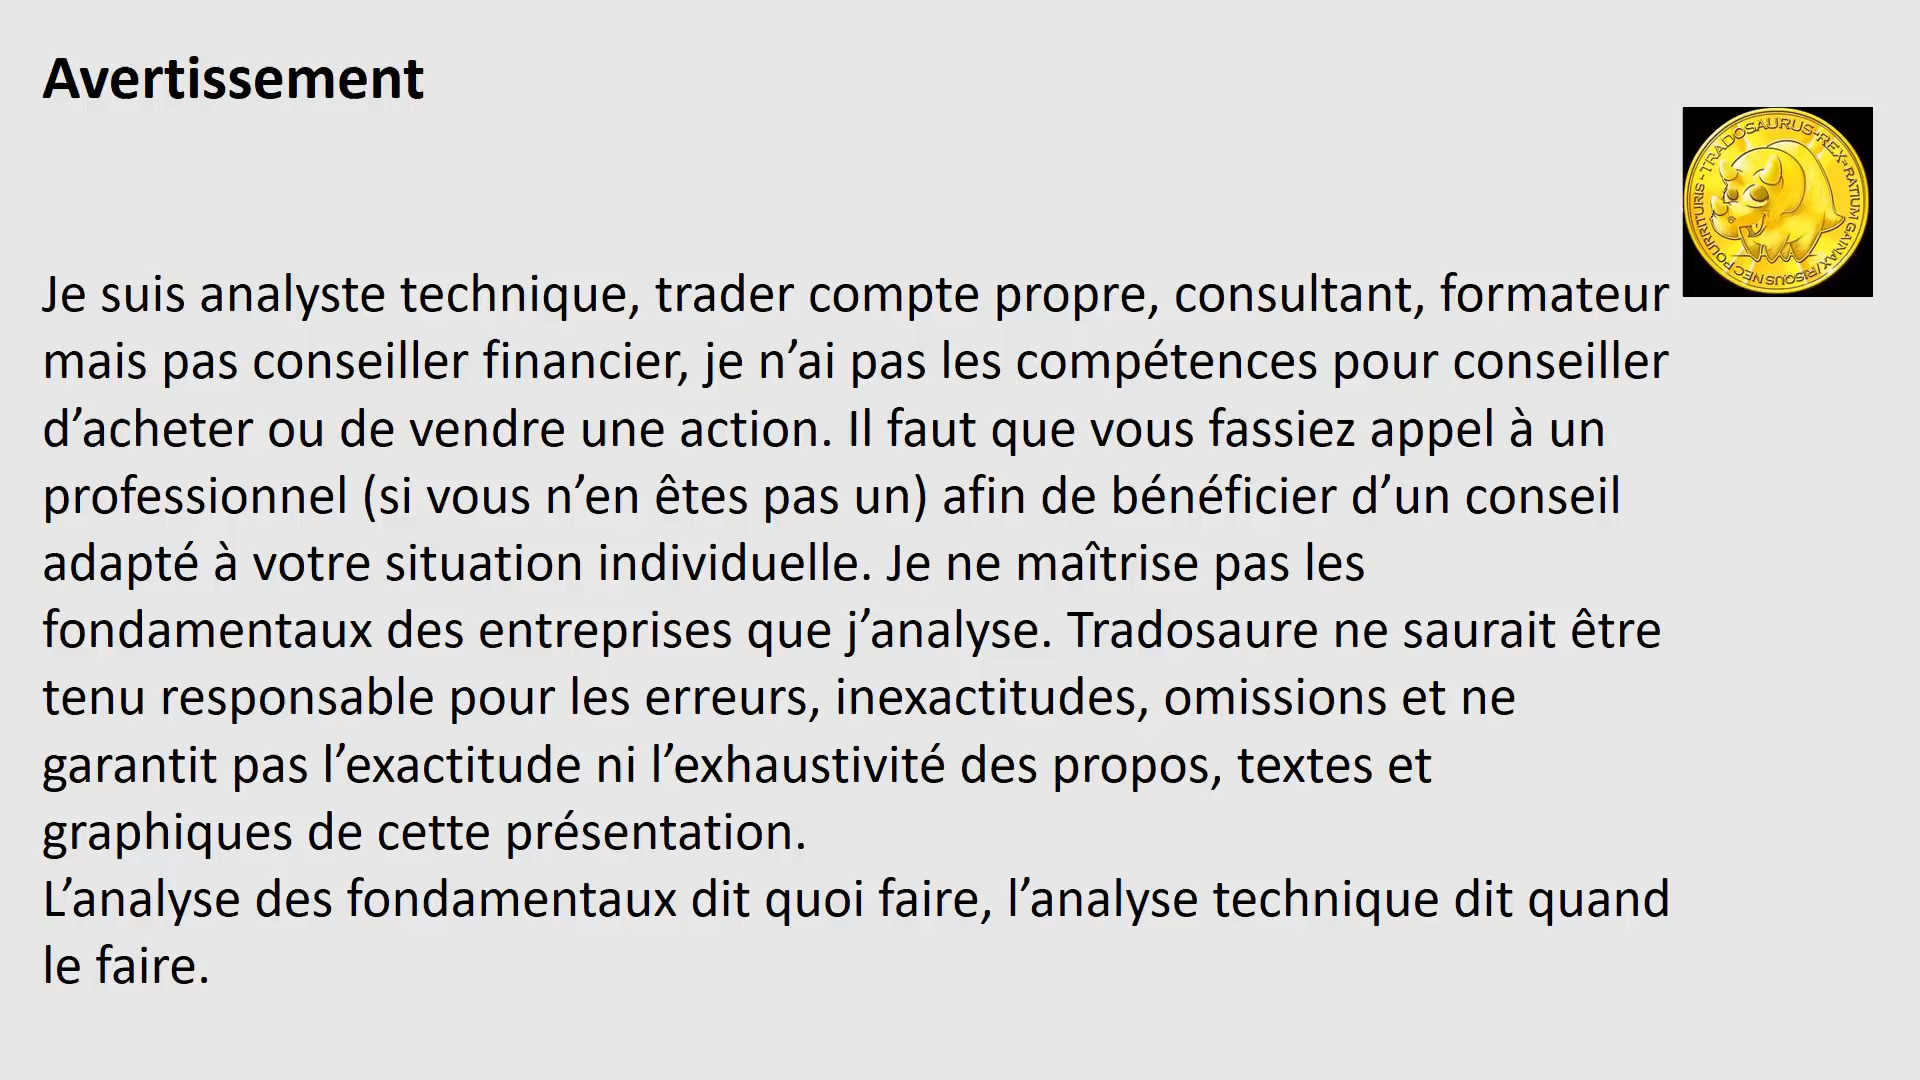 Avertissement
TRADOSAURUS-REX-RATIUM GAINAX/RISQUS NEC POURRITURIS -
Je suis analyste technique, trader compte propre, consultant, formateur
mais pas conseiller financier, je n’ai pas les compétences pour conseiller
d’acheter ou de vendre une action. Il faut que vous fassiez appel à un
professionnel (si vous n’en êtes pas un) afin de bénéficier d’un conseil
adapté à votre situation individuelle. Je ne maîtrise pas les
fondamentaux des entreprises que j’analyse. Tradosaure ne saurait être
tenu responsable pour les erreurs, inexactitudes, omissions et ne
garantit pas l’exactitude ni l’exhaustivité des propos, textes et
graphiques de cette présentation.
L’analyse des fondamentaux dit quoi faire, l’analyse technique dit quand
le faire.